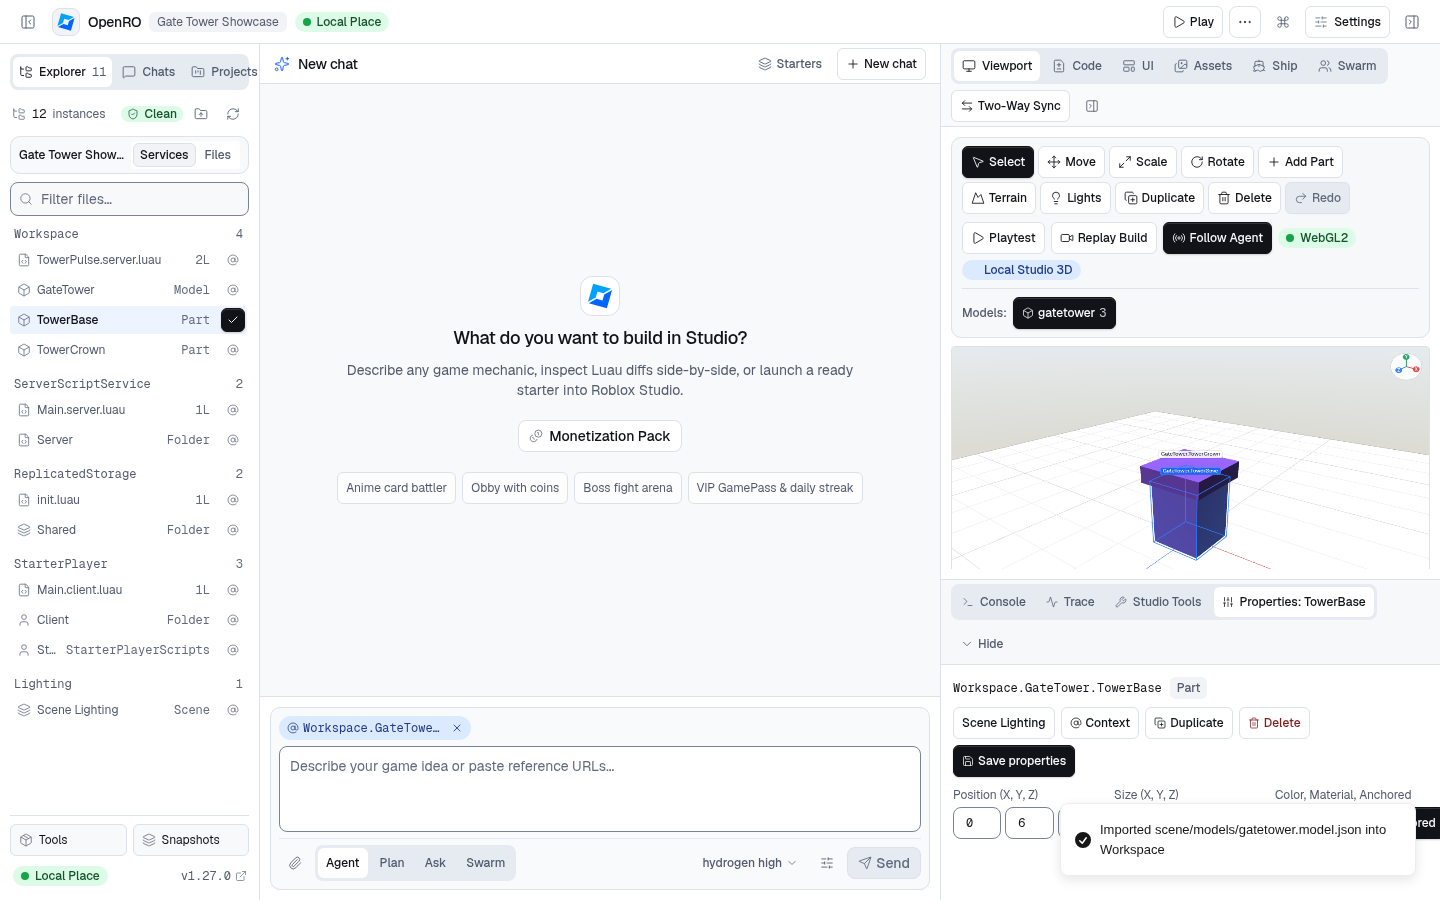 OpenRO
Gate Tower Showcase
Local Place
Play
Settings
Explorer 11
Chats
Projects
12 instances
Clean
Gate Tower Show...
Services
Files
Filter files...
Workspace 4
TowerPulse.server.luau 2L
GateTower Model
TowerBase Part
TowerCrown Part
ServerScriptService 2
Main.server.luau 1L
Server Folder
ReplicatedStorage 2
init.luau 1L
Shared Folder
StarterPlayer 3
Main.client.luau 1L
Client Folder
St... StarterPlayerScripts
Lighting 1
Scene Lighting Scene
Tools
Snapshots
Local Place
v1.27.0
New chat
Starters
New chat
What do you want to build in Studio?
Describe any game mechanic, inspect Luau diffs side-by-side, or launch a ready
starter into Roblox Studio.
Monetization Pack
Anime card battler
Obby with coins
Boss fight arena
VIP GamePass & daily streak
@ Workspace.GateTowe...
Describe your game idea or paste reference URLs...
Agent
Plan
Ask
Swarm
hydrogen high
Send
Viewport
Code
UI
Assets
Ship
Swarm
Two-Way Sync
Select
Move
Scale
Rotate
Add Part
Terrain
Lights
Duplicate
Delete
Redo
Playtest
Replay Build
Follow Agent
WebGL2
Local Studio 3D
Models:
gatetower 3
GateTower.TowerCrown
GateTower.TowerBase
Console
Trace
Studio Tools
Properties: TowerBase
Hide
Workspace.GateTower.TowerBase
Part
Scene Lighting
@ Context
Duplicate
Delete
Save properties
Position (X, Y, Z)
Size (X, Y, Z)
Color, Material, Anchored
0
6
ored
Imported scene/models/gatetower.model.json into
Workspace